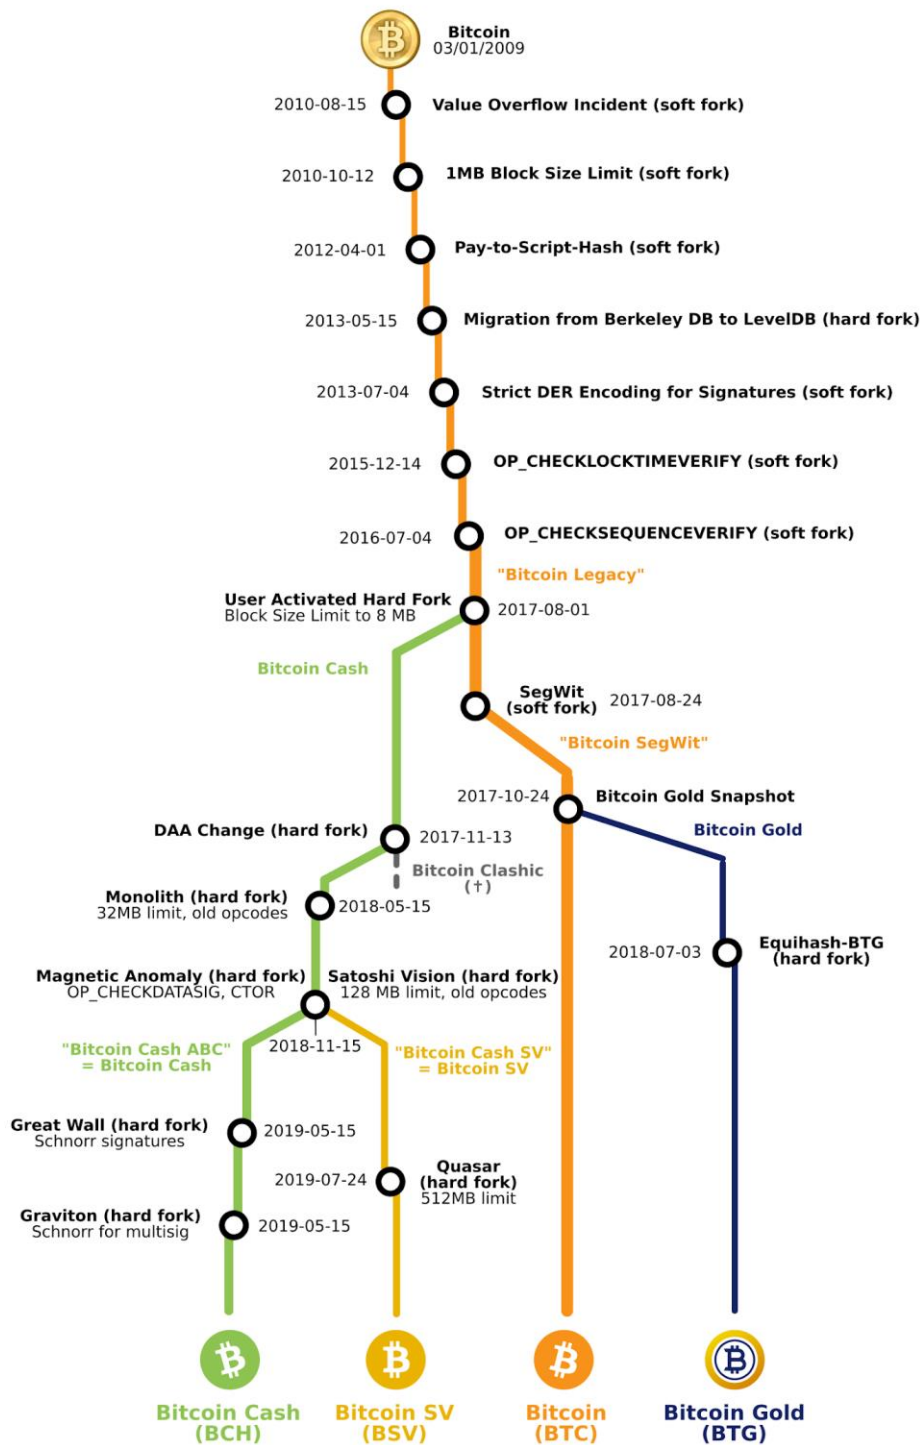 Bitcoin
03/01/2009
2010-08-15
Value Overflow Incident (soft fork)
2010-10-12
1MB Block Size Limit (soft fork)
2012-04-01
Pay-to-Script-Hash (soft fork)
2013-05-15
Migration from Berkeley DB to LevelDB (hard fork)
2013-07-04
Strict DER Encoding for Signatures (soft fork)
2015-12-14
OP_CHECKLOCKTIMEVERIFY (soft fork)
2016-07-04
OP_CHECKSEQUENCEVERIFY (soft fork)
"Bitcoin Legacy"
User Activated Hard Fork
Block Size Limit to 8 MB
2017-08-01
Bitcoin Cash
SegWit
(soft fork)
2017-08-24
"Bitcoin SegWit"
2017-10-24
Bitcoin Gold Snapshot
Bitcoin Gold
DAA Change (hard fork)
2017-11-13
Bitcoin Clashic
(†)
Monolith (hard fork)
32MB limit, old opcodes
2018-05-15
2018-07-03
Equihash-BTG
(hard fork)
Magnetic Anomaly (hard fork)
OP_CHECKDATASIG, CTOR
Satoshi Vision (hard fork)
128 MB limit, old opcodes
2018-11-15
"Bitcoin Cash ABC"
= Bitcoin Cash
"Bitcoin Cash SV"
= Bitcoin SV
Great Wall (hard fork)
Schnorr signatures
2019-05-15
2019-07-24
Quasar
(hard fork)
512MB limit
Graviton (hard fork)
Schnorr for multisig
2019-05-15
Bitcoin Cash
(BCH)
Bitcoin SV
(BSV)
Bitcoin
(BTC)
Bitcoin Gold
(BTG)